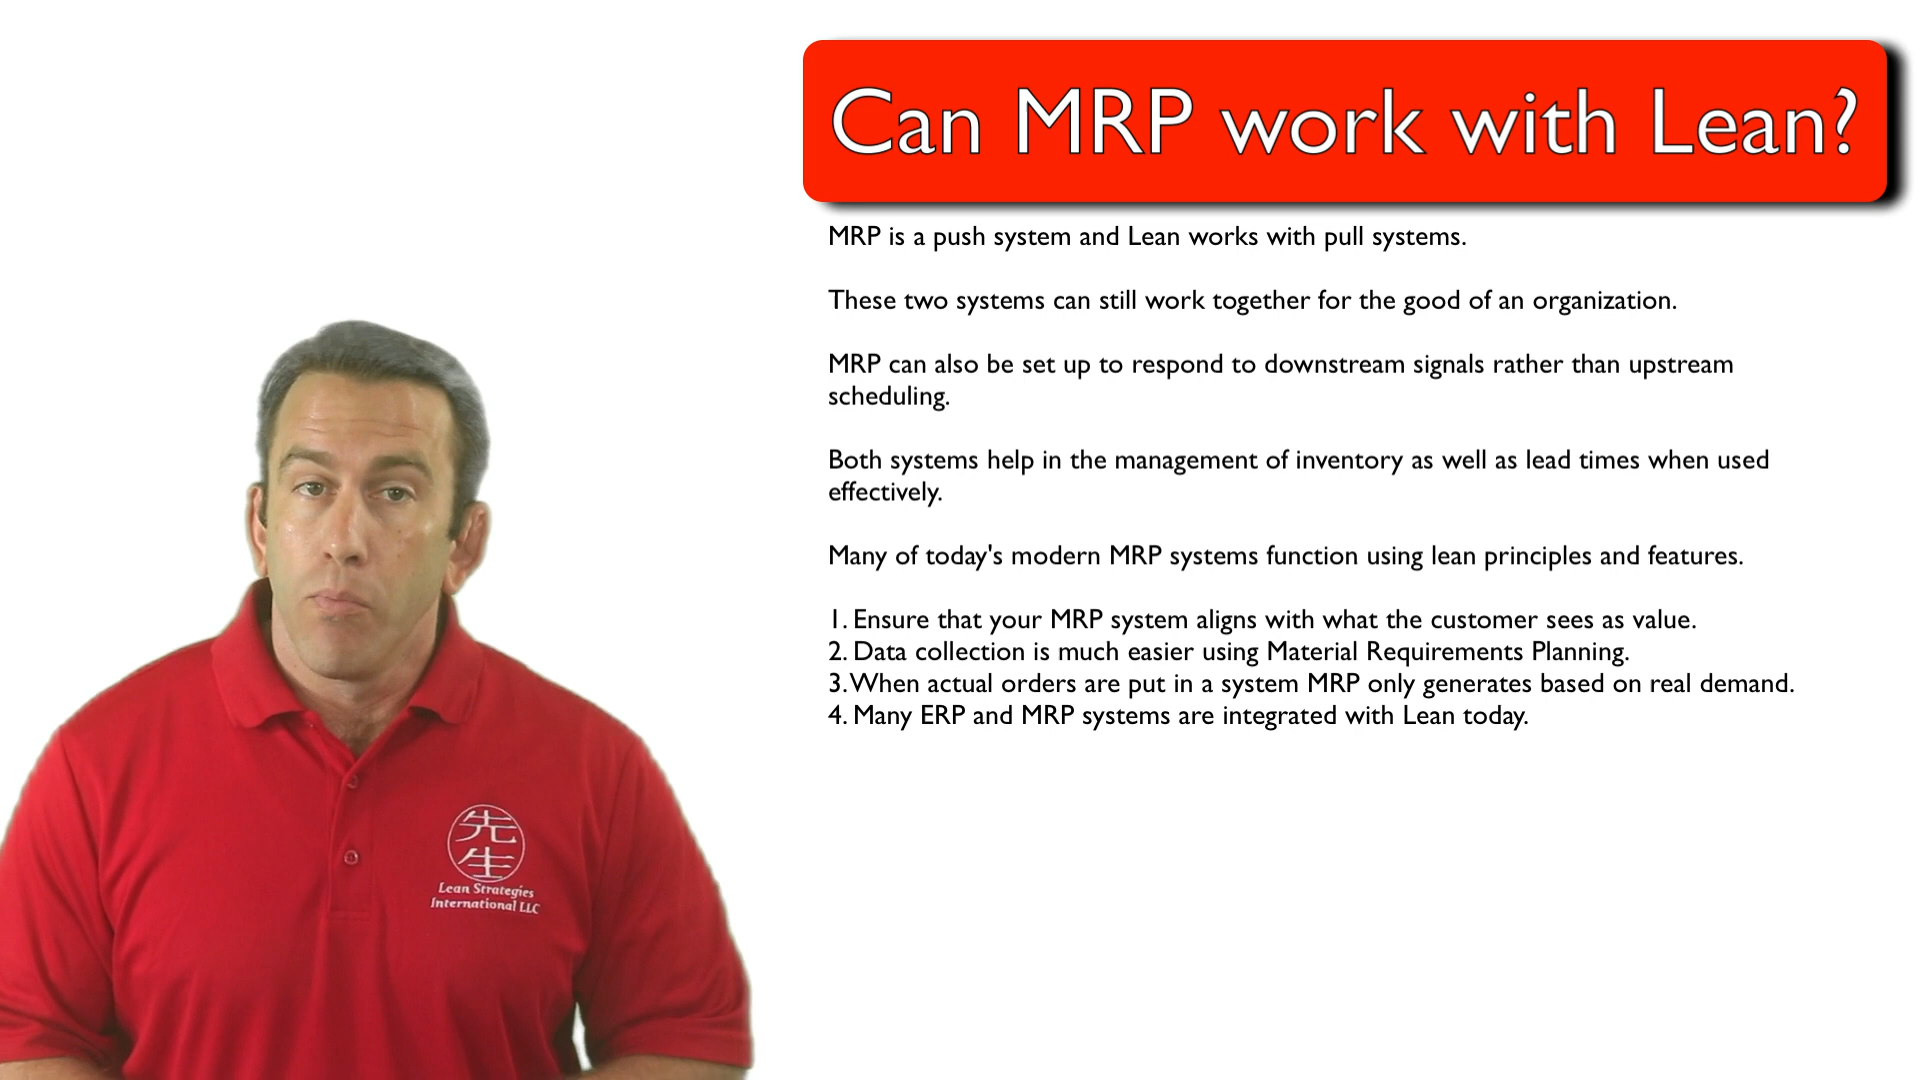 Can MRP work with Lean?
MRP is a push system and Lean works with pull systems.
These two systems can still work together for the good of an organization.
MRP can also be set up to respond to downstream signals rather than upstream
scheduling.
Both systems help in the management of inventory as well as lead times when used
effectively.
Many of today's modern MRP systems function using lean principles and features.
1. Ensure that your MRP system aligns with what the customer sees as value.
2. Data collection is much easier using Material Requirements Planning.
3. When actual orders are put in a system MRP only generates based on real demand.
4. Many ERP and MRP systems are integrated with Lean today.
先
生
Lean Strategies
International LLC